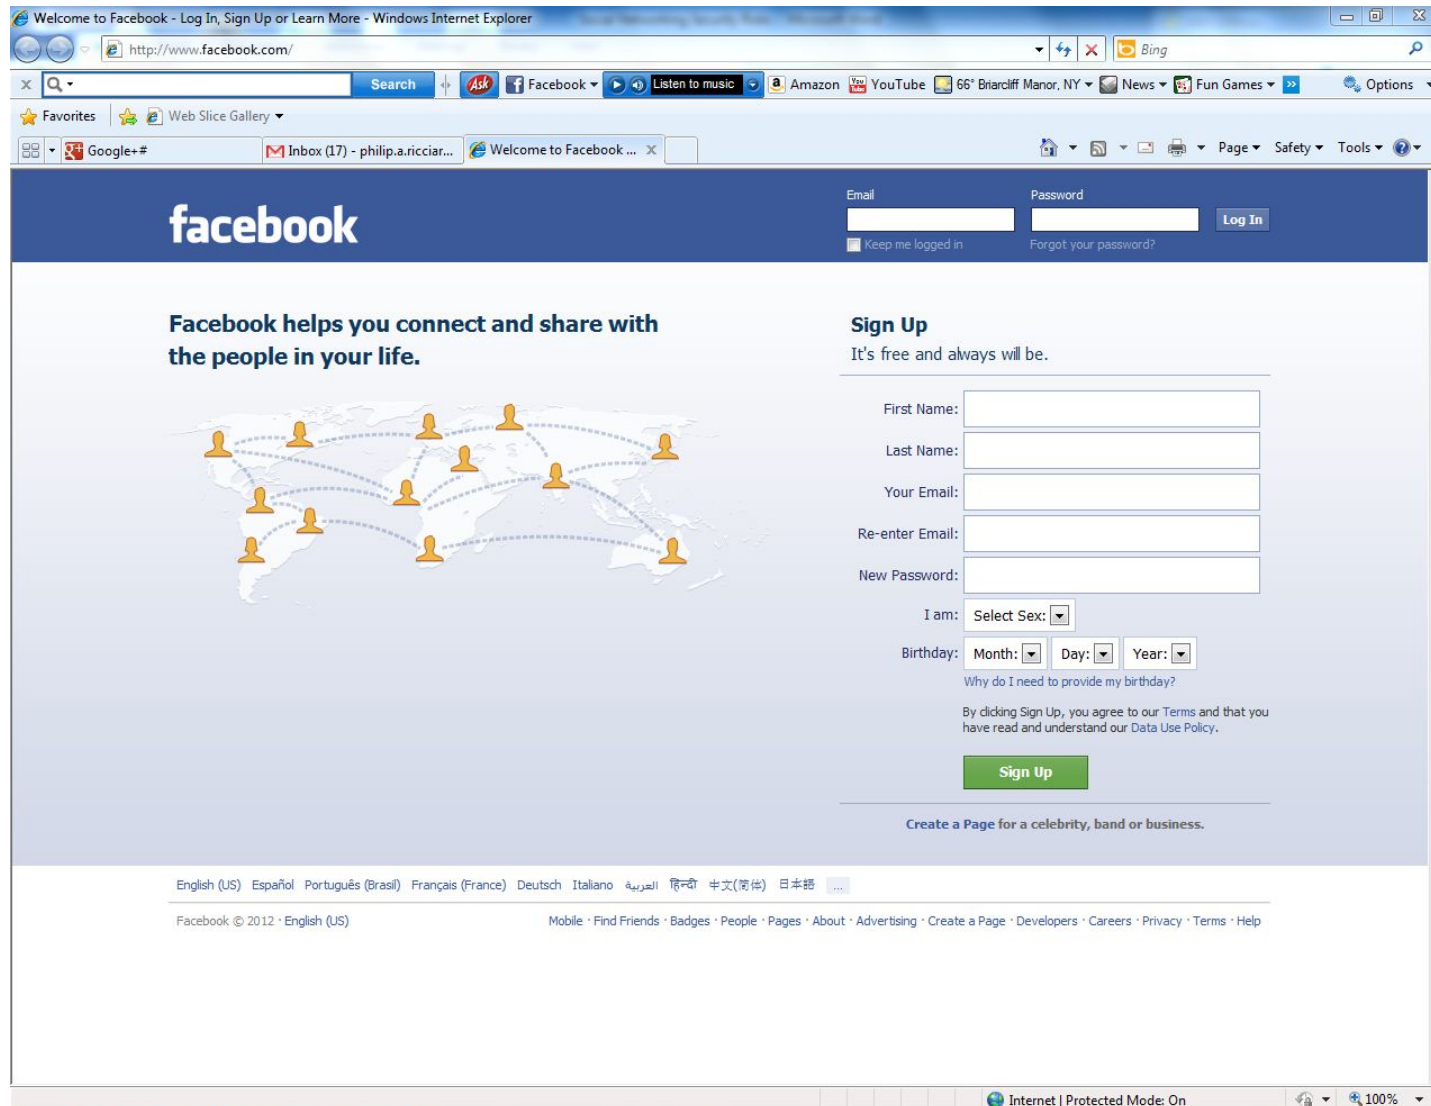 Welcome to Facebook - Log In, Sign Up or Learn More - Windows Internet Explorer
http://www.facebook.com/ Bing
x Search Ask Facebook Listen to music Amazon YouTube 66° Briarcliff Manor, NY News Fun Games Options
Favorites Web Slice Gallery
Google+# Inbox (17) - philip.a.ricciar... Welcome to Facebook ... x Page Safety Tools
Email Password
facebook
Log In
Keep me logged in Forgot your password?
Facebook helps you connect and share with
the people in your life.
Sign Up
It's free and always will be.
First Name:
Last Name:
Your Email:
Re-enter Email:
New Password:
I am: Select Sex:
Birthday: Month: Day: Year:
Why do I need to provide my birthday?
By clicking Sign Up, you agree to our Terms and that you
have read and understand our Data Use Policy.
Sign Up
Create a Page for a celebrity, band or business.
English (US) Español Português (Brasil) Français (France) Deutsch Italiano العربية हिन्दी 中文(简体) 日本語 ...
Facebook © 2012 · English (US) Mobile · Find Friends · Badges · People · Pages · About · Advertising · Create a Page · Developers · Careers · Privacy · Terms · Help
Internet | Protected Mode: On 100%